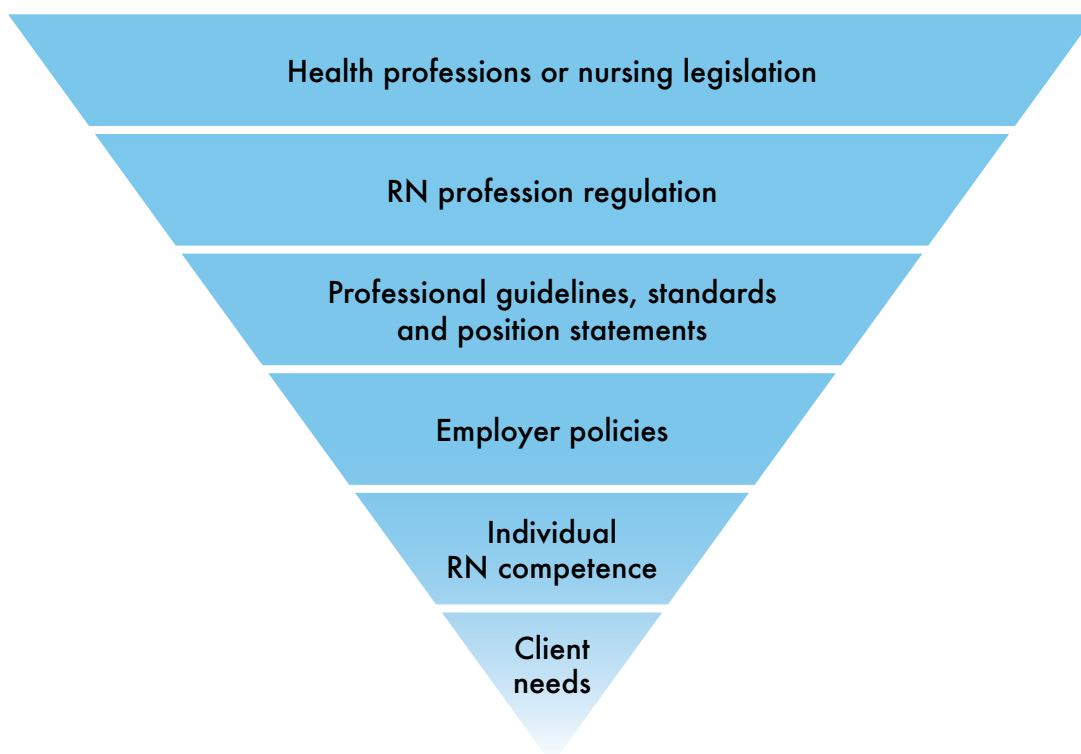 Health professions or nursing legislation
RN profession regulation
Professional guidelines, standards
and position statements
Employer policies
Individual
RN competence
Client
needs